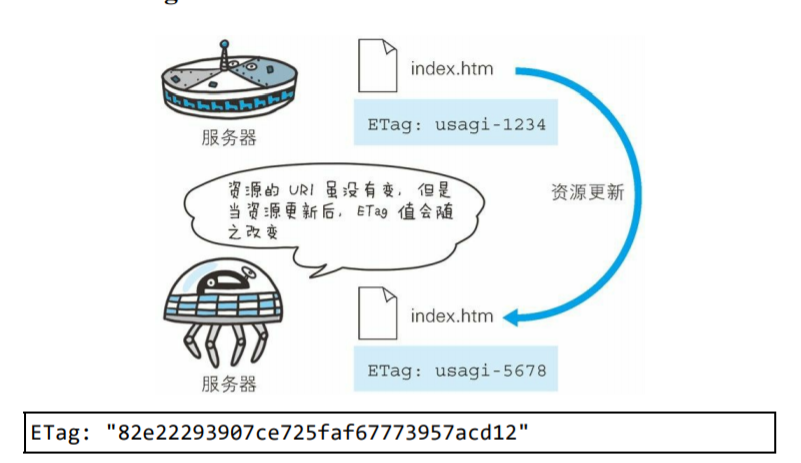 index.htm
ETag: usagi-1234
服务器
资源的 URI 虽没有变，但是
当资源更新后，ETag 值会随
之改变
资源更新
index.htm
ETag: usagi-5678
服务器
ETag: "82e22293907ce725faf67773957acd12"